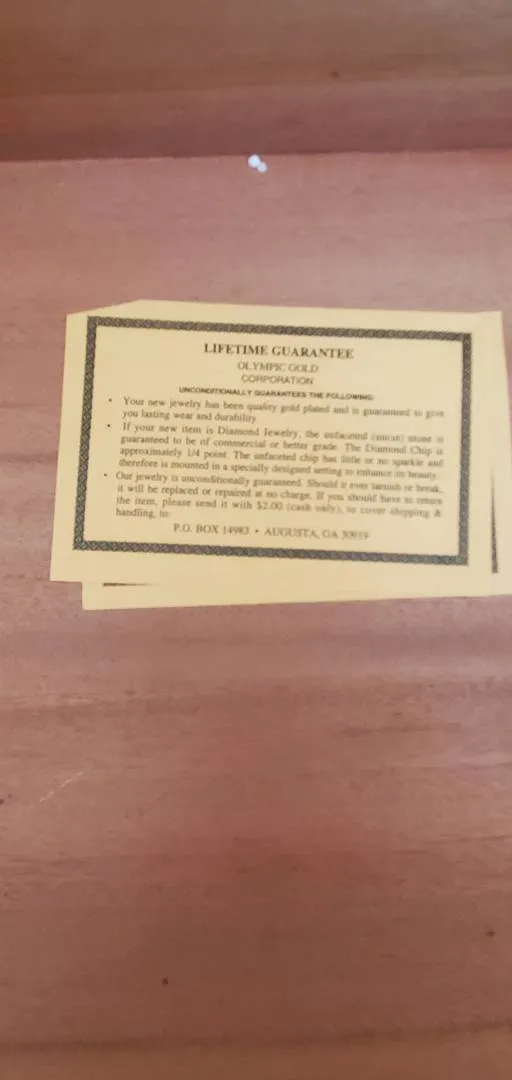 LIFETIME GUARANTEE
OLYMPIC GOLD
CORPORATION
UNCONDITIONALLY GUARANTEES THE FOLLOWING:
• Your new jewelry has been quality gold plated and is guaranteed to give
you lasting wear and durability.
• If your new item is Diamond Jewelry, the unfaceted (uncut) stone is
guaranteed to be of commercial or better grade. The Diamond Chip is
approximately 1/4 point. The unfaceted chip has little or no sparkle and
therefore is mounted in a specially designed setting to enhance its beauty.
• Our jewelry is unconditionally guaranteed. Should it ever tarnish or break,
it will be replaced or repaired at no charge. If you should have to return
the item, please send it with $2.00 (cash only), to cover shipping &
handling, to:
P.O. BOX 14983 • AUGUSTA, GA 30919